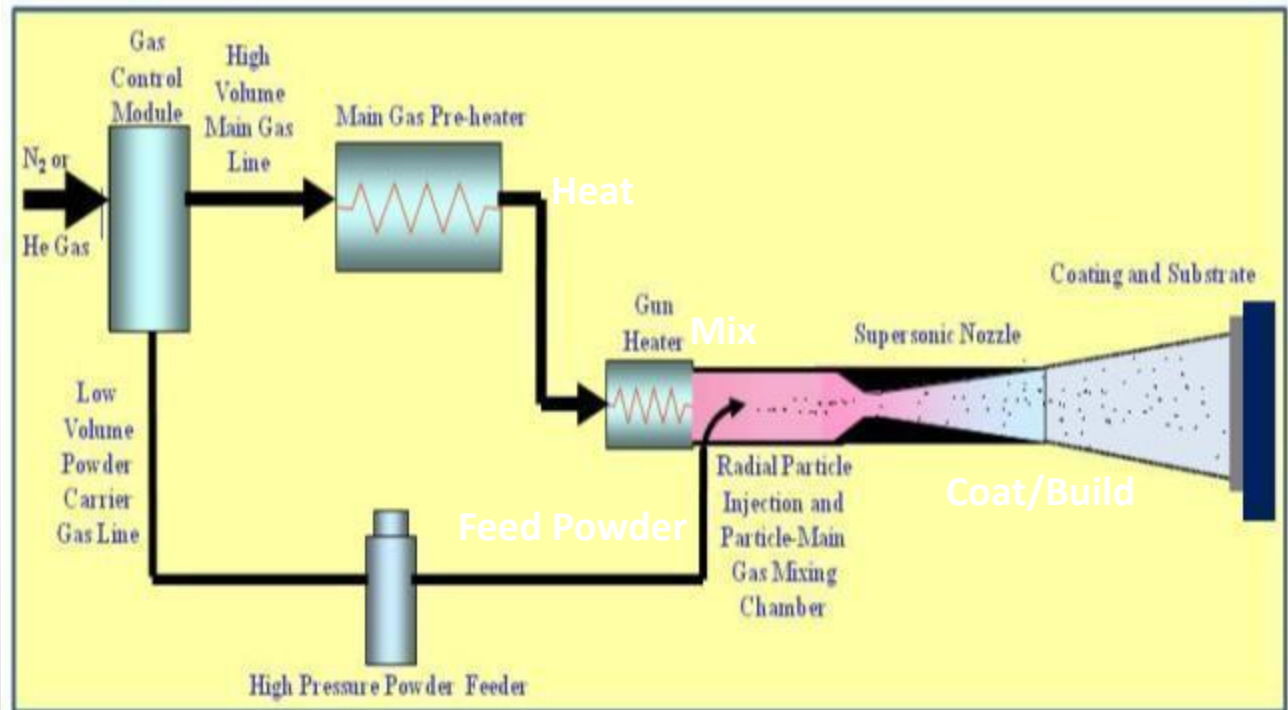 Gas
Control
Module
High
Volume
Main Gas
Line
Main Gas Pre-heater
N₂ or
He Gas
Heat
Coating and Substrate
Gun
Heater
Mix
Supersonic Nozzle
Low
Volume
Powder
Carrier
Gas Line
Radial Particle
Injection and
Particle-Main
Gas Mixing
Chamber
Coat/Build
Feed Powder
High Pressure Powder Feeder